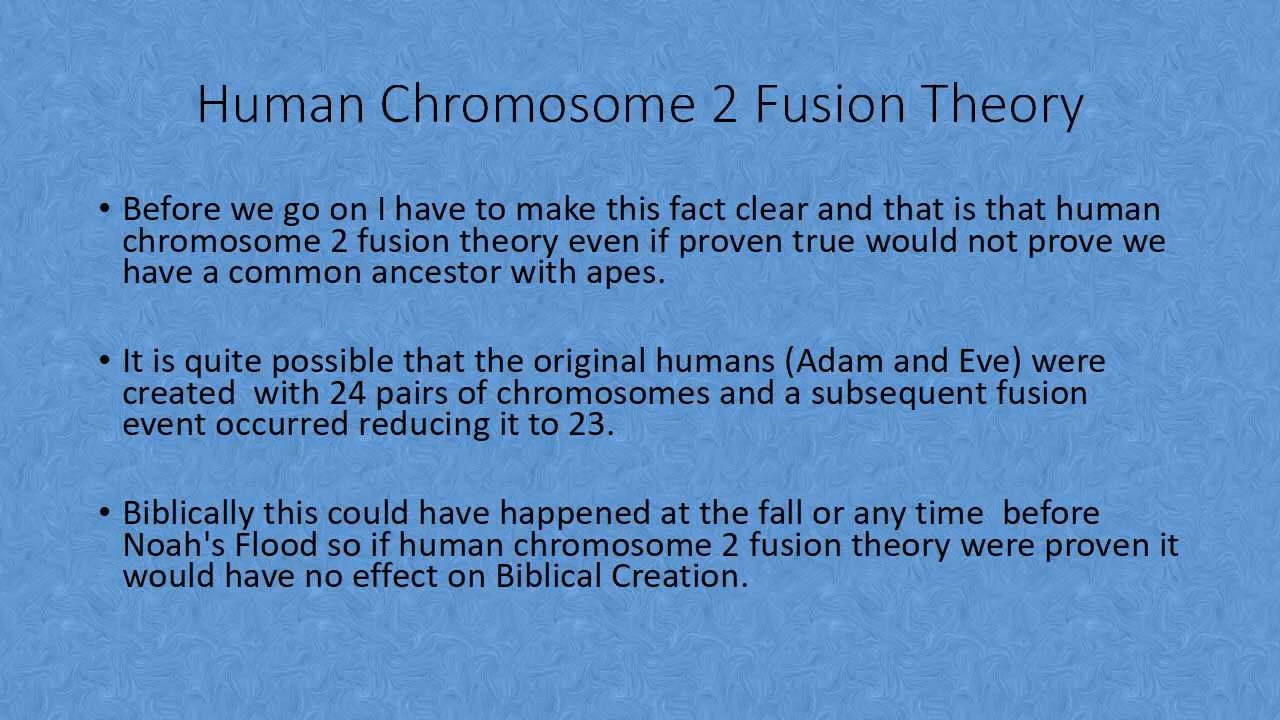 Human Chromosome 2 Fusion Theory
• Before we go on I have to make this fact clear and that is that human
chromosome 2 fusion theory even if proven true would not prove we
have a common ancestor with apes.
• It is quite possible that the original humans (Adam and Eve) were
created  with 24 pairs of chromosomes and a subsequent fusion
event occurred reducing it to 23.
• Biblically this could have happened at the fall or any time  before
Noah's Flood so if human chromosome 2 fusion theory were proven it
would have no effect on Biblical Creation.